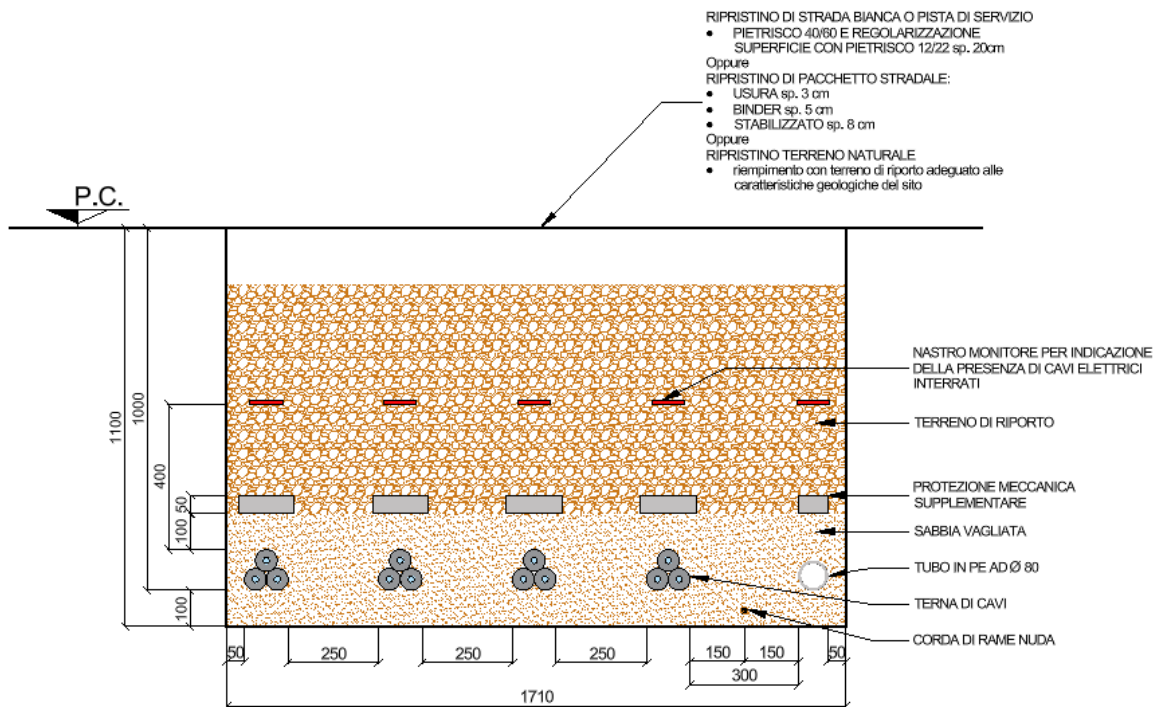 RIPRISTINO DI STRADA BIANCA O PISTA DI SERVIZIO
• PIETRISCO 40/60 E REGOLARIZZAZIONE
SUPERFICIE CON PIETRISCO 12/22 sp. 20cm
Oppure
RIPRISTINO DI PACCHETTO STRADALE:
• USURA sp. 3 cm
• BINDER sp. 5 cm
• STABILIZZATO sp. 8 cm
Oppure
RIPRISTINO TERRENO NATURALE
• riempimento con terreno di riporto adeguato alle
caratteristiche geologiche del sito
P.C.
NASTRO MONITORE PER INDICAZIONE
DELLA PRESENZA DI CAVI ELETTRICI
INTERRATI
TERRENO DI RIPORTO
PROTEZIONE MECCANICA
SUPPLEMENTARE
SABBIA VAGLIATA
TUBO IN PE AD Ø 80
TERNA DI CAVI
CORDA DI RAME NUDA
1100
1000
400
50
100
100
50
250
250
250
150
150
50
300
1710